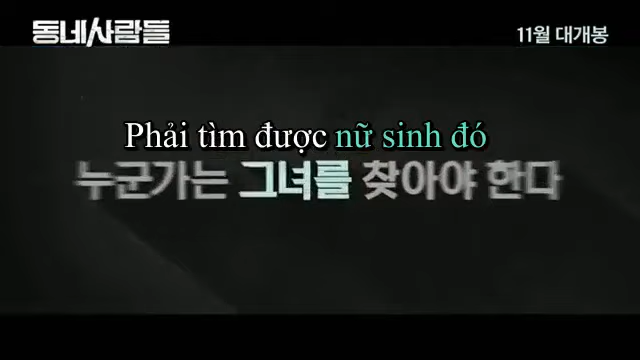 동네사람들
11월 대개봉
Phải tìm được nữ sinh đó
누군가는 그녀를 찾아야 한다